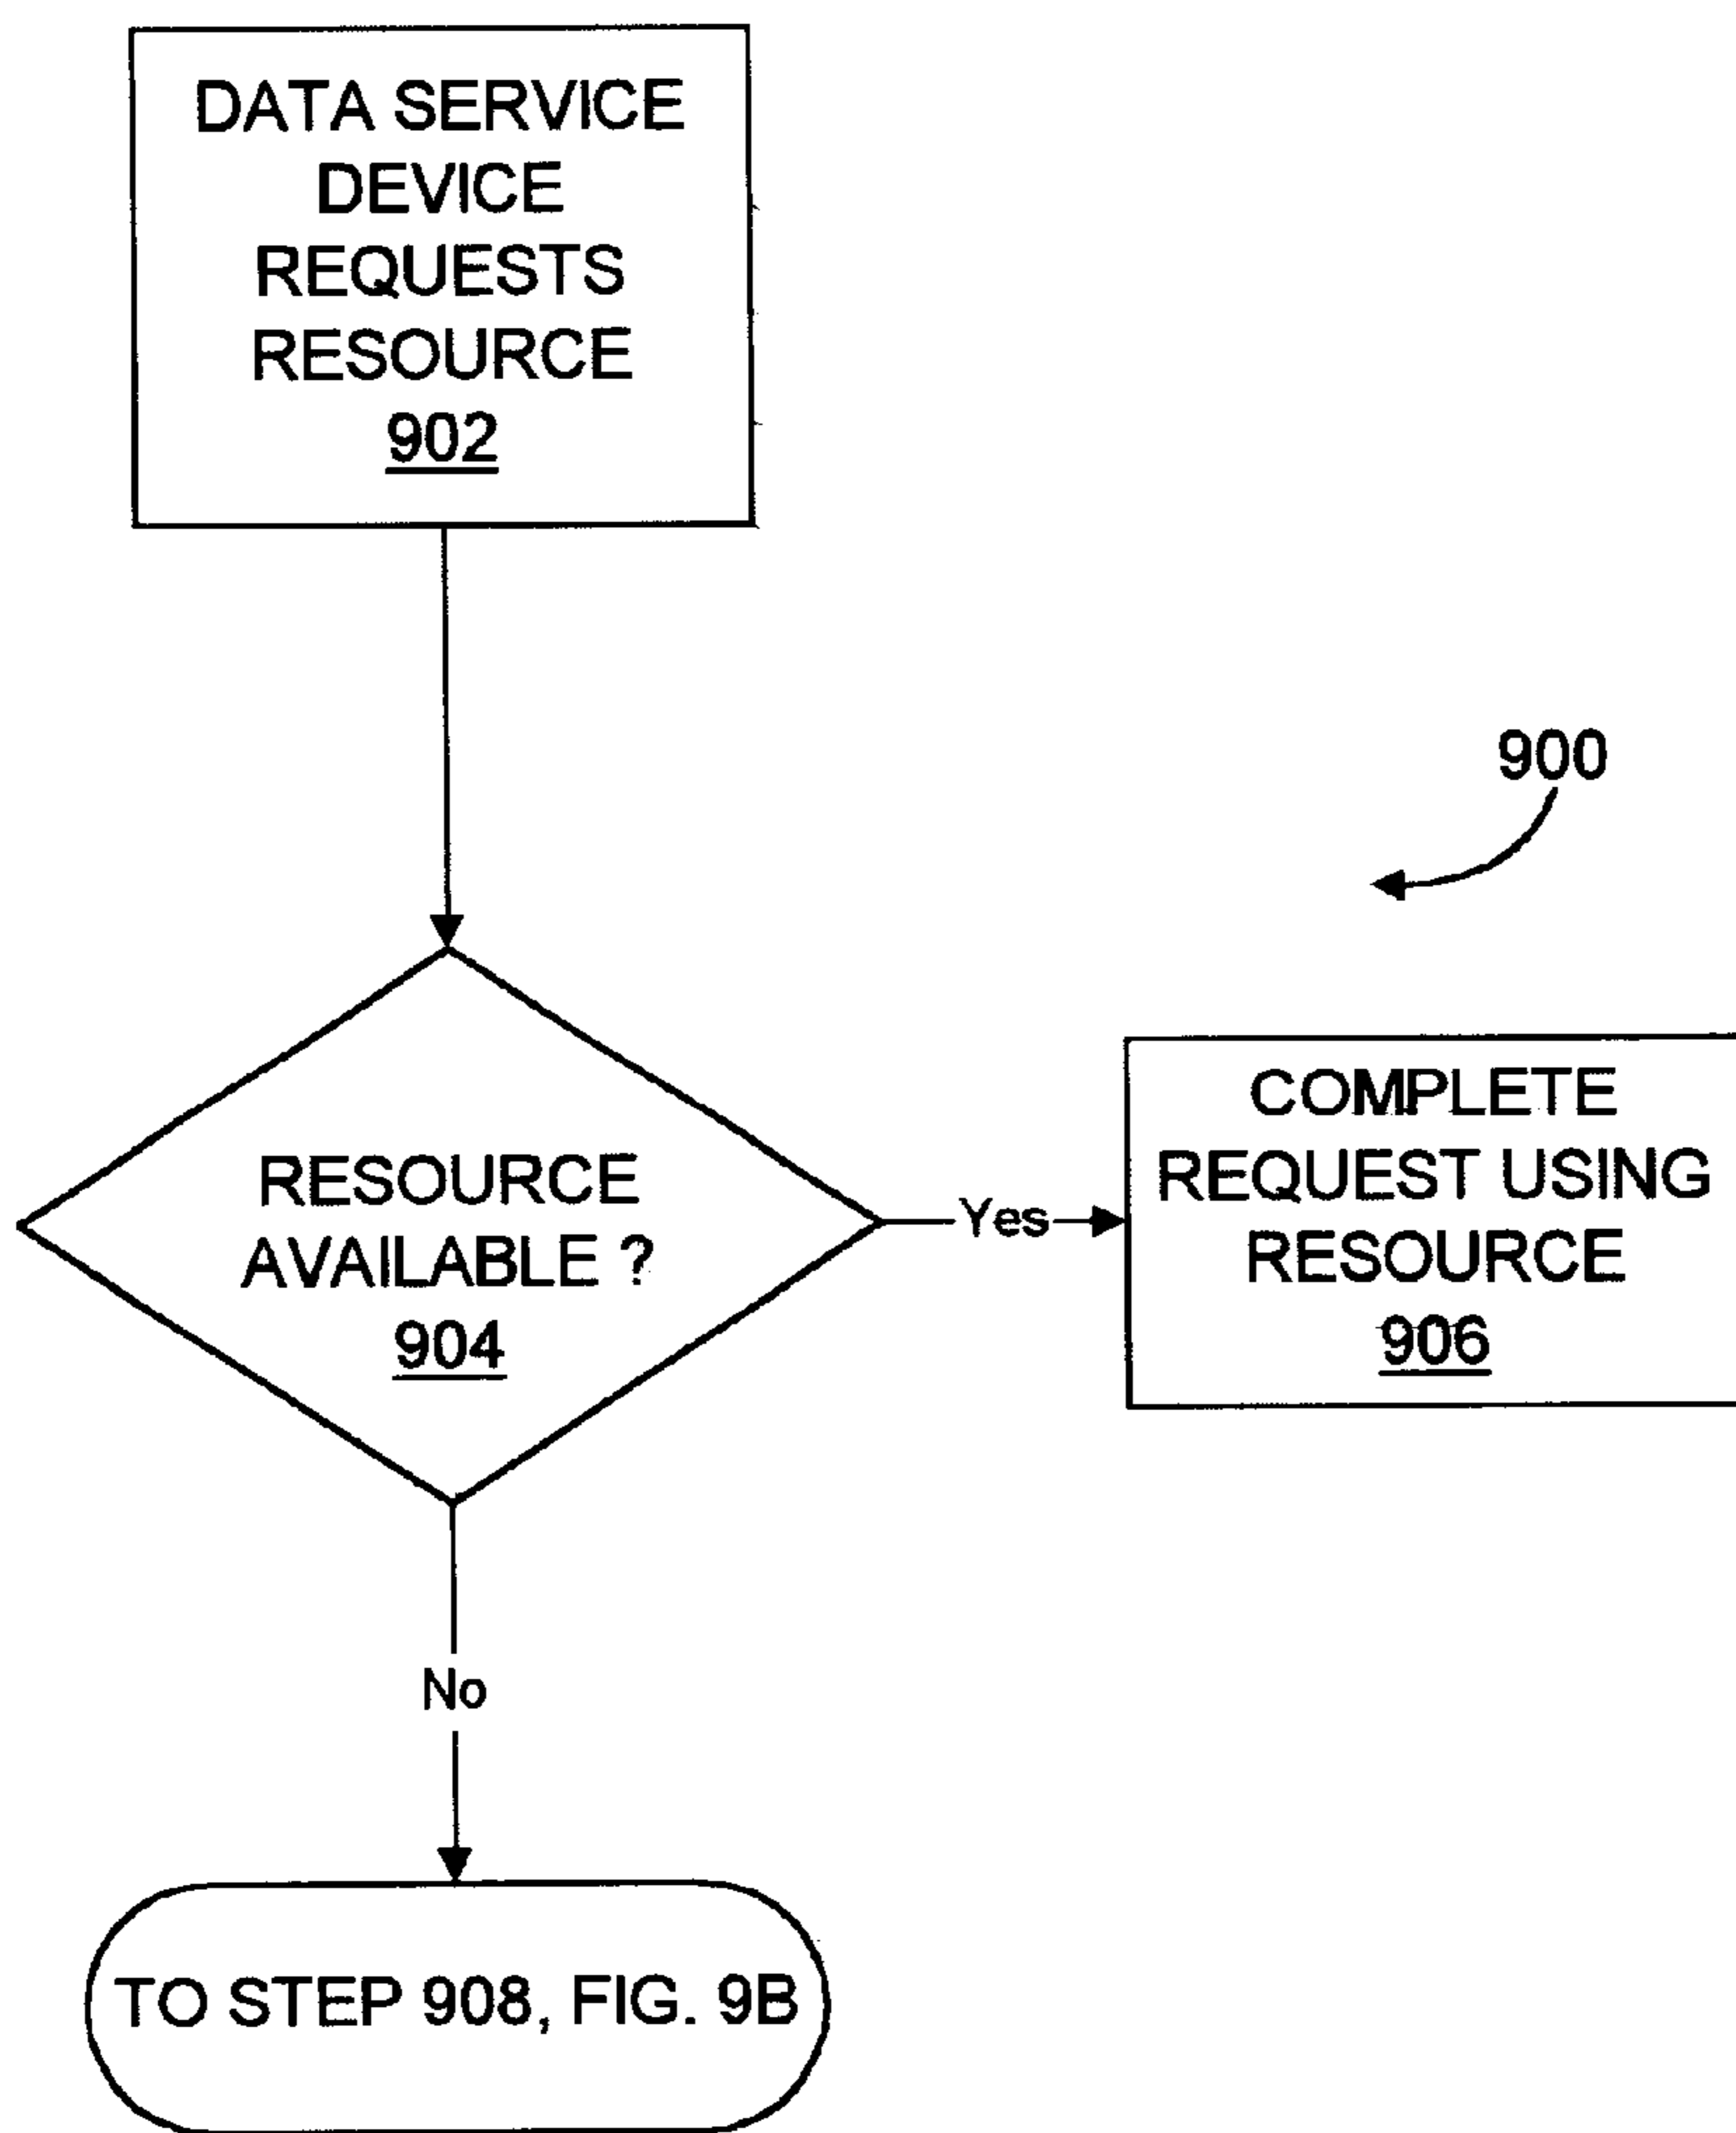 DATA SERVICE
DEVICE
REQUESTS
RESOURCE
902
900
RESOURCE
AVAILABLE ?
904
Yes
COMPLETE
REQUEST USING
RESOURCE
906
No
TO STEP 908, FIG. 9B